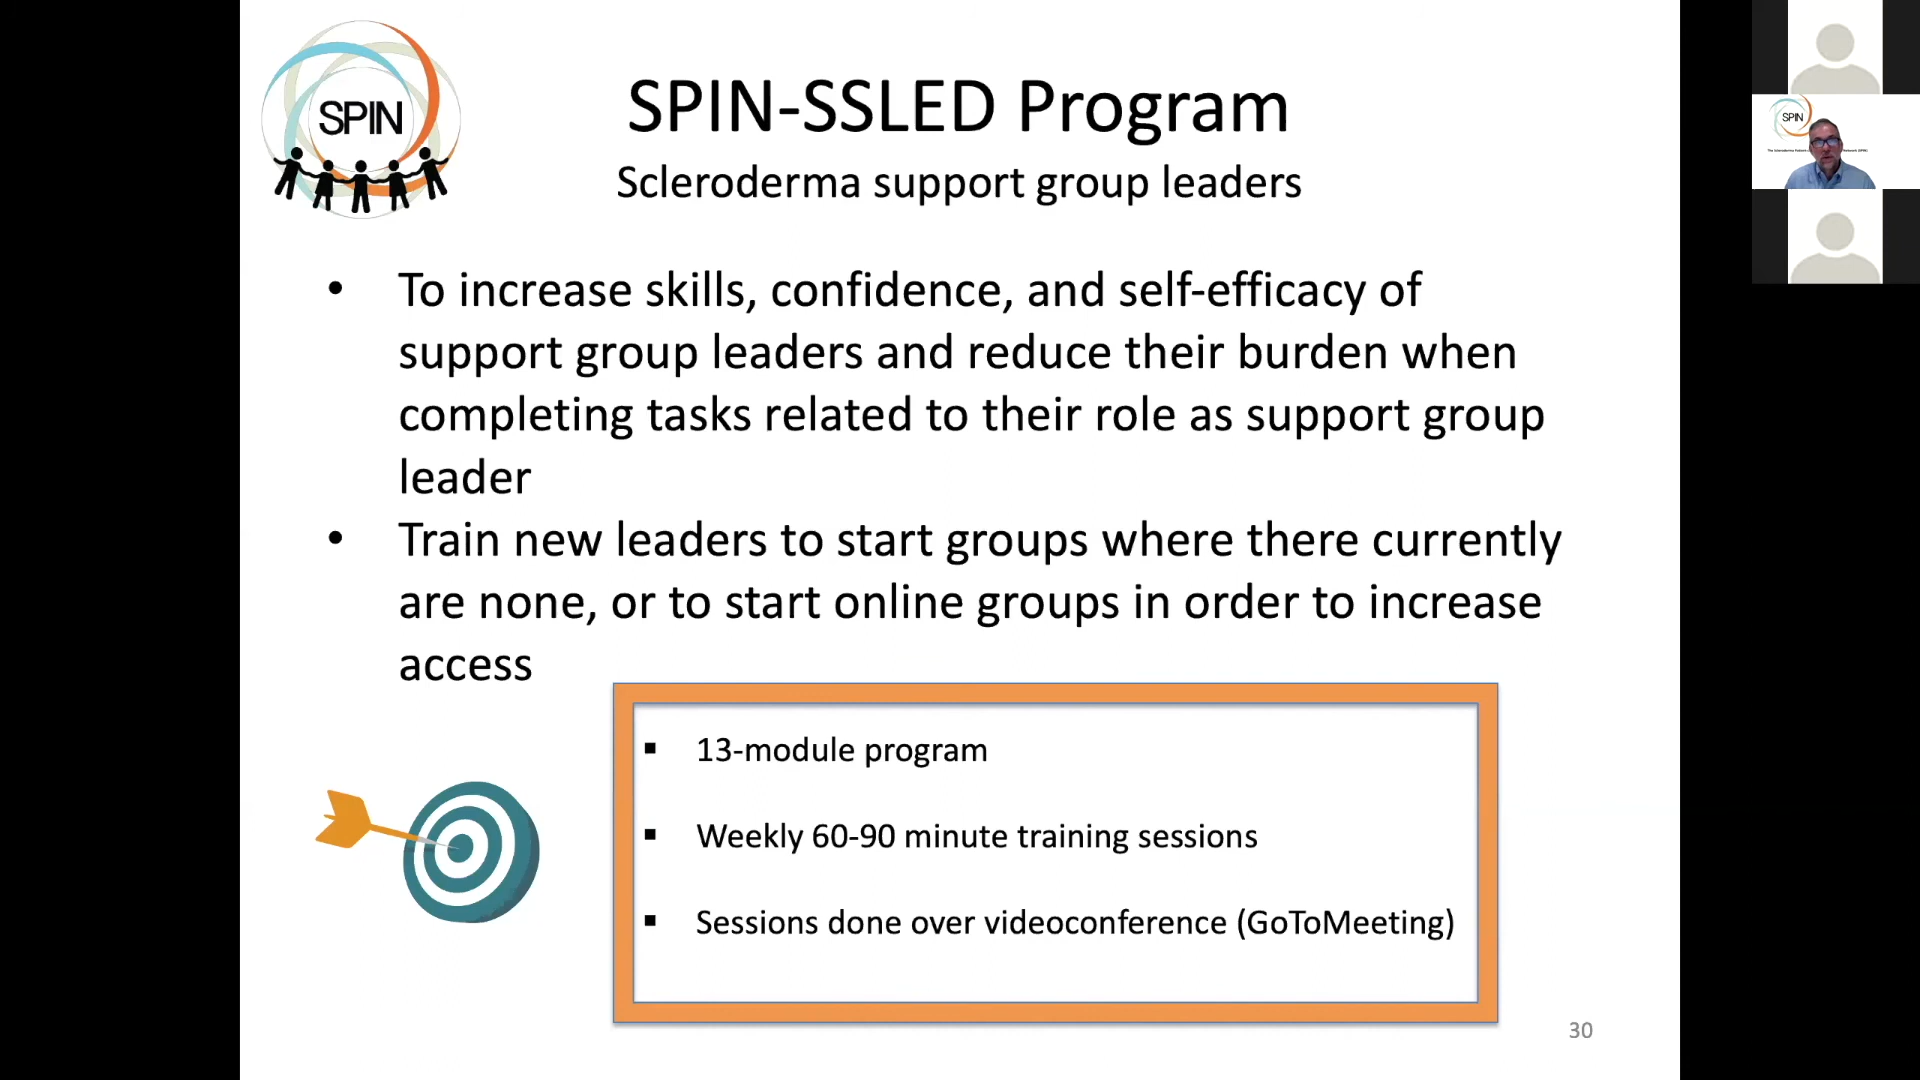 SPIN
SPIN-SSLED Program
Scleroderma support group leaders
• To increase skills, confidence, and self-efficacy of
support group leaders and reduce their burden when
completing tasks related to their role as support group
leader
• Train new leaders to start groups where there currently
are none, or to start online groups in order to increase
access
▪ 13-module program
▪ Weekly 60-90 minute training sessions
▪ Sessions done over videoconference (GoToMeeting)
30
SPIN